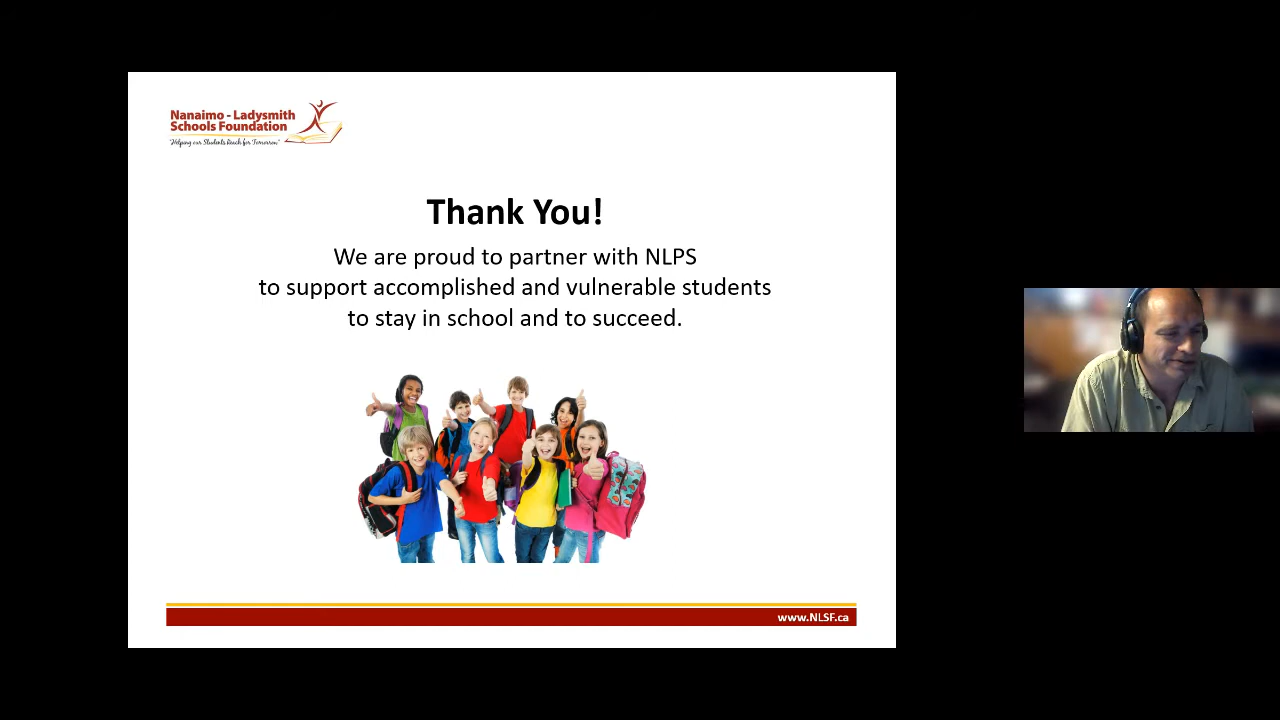 Nanaimo - Ladysmith
Schools Foundation
"Helping our Students Reach for Tomorrow"
Thank You!
We are proud to partner with NLPS
to support accomplished and vulnerable students
to stay in school and to succeed.
www.NLSF.ca